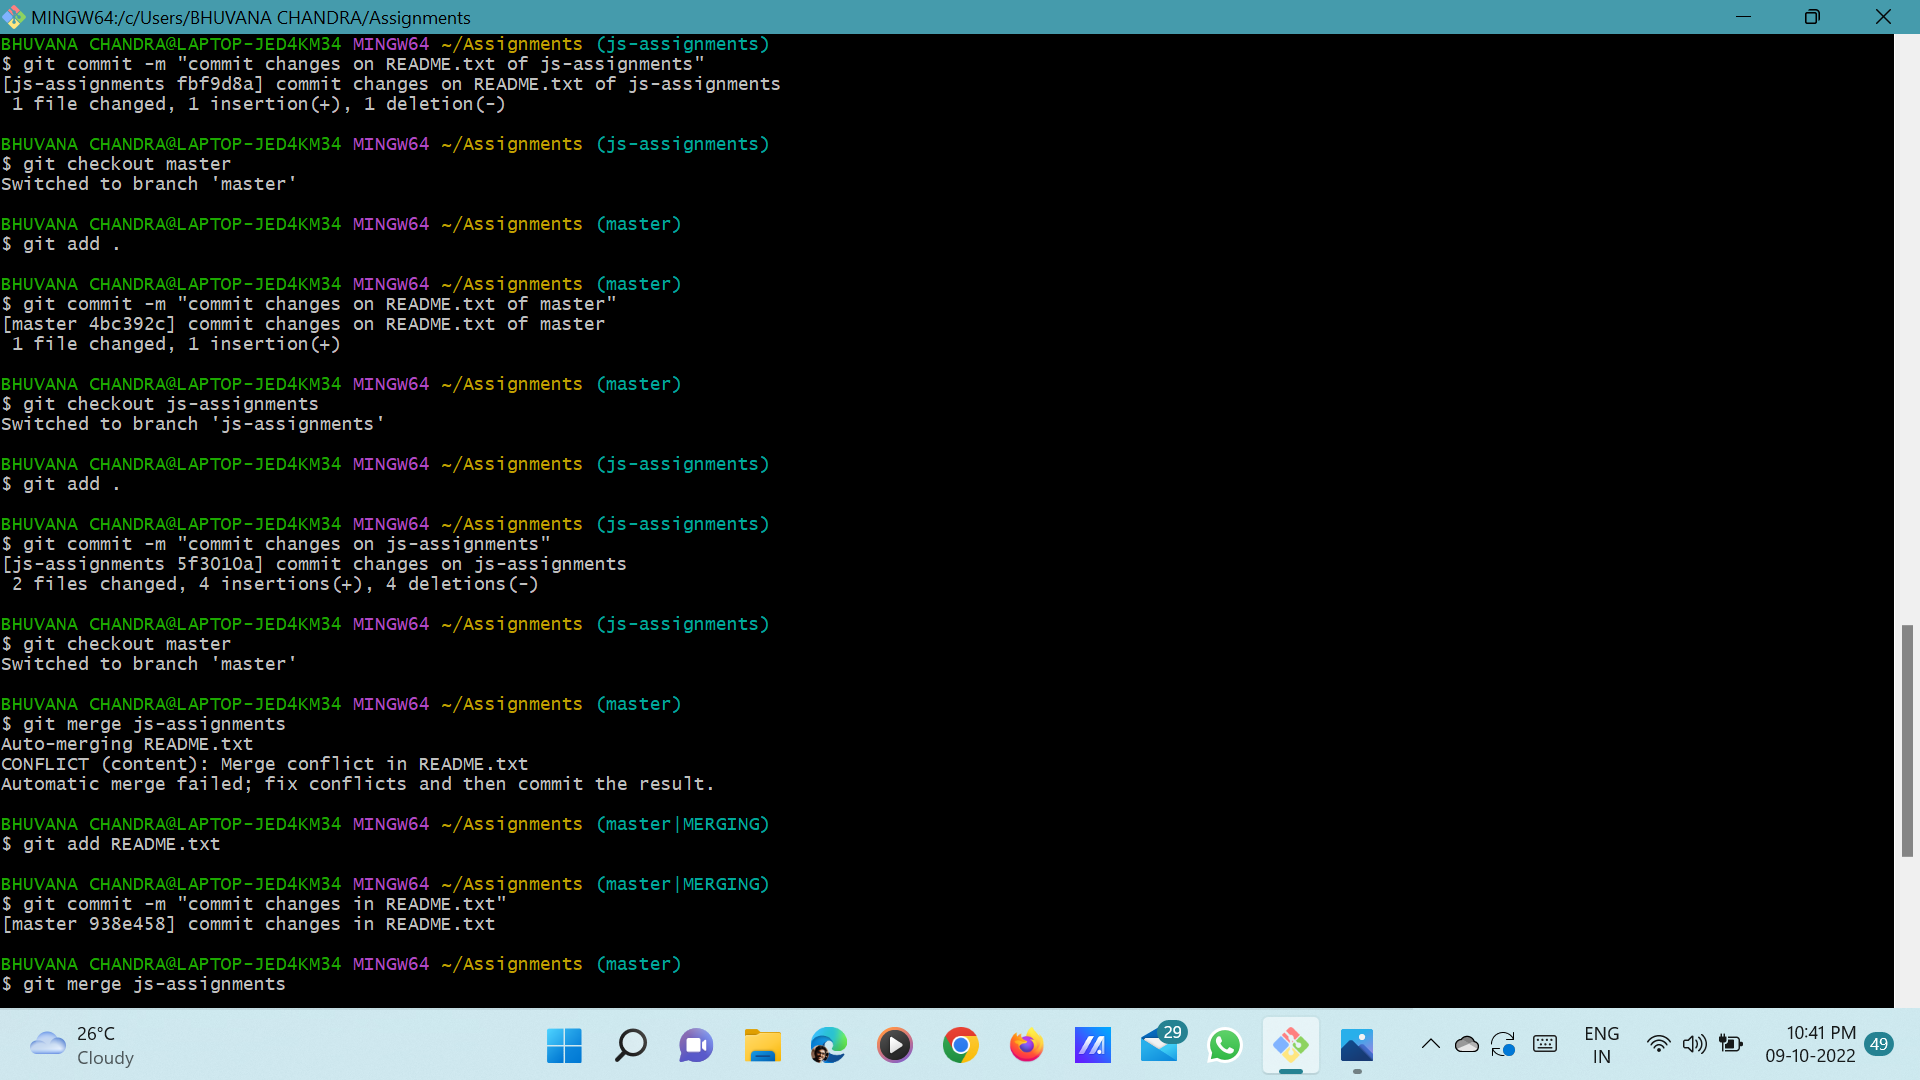 MINGW64:/c/Users/BHUVANA CHANDRA/Assignments
BHUVANA CHANDRA@LAPTOP-JED4KM34 MINGW64 ~/Assignments (js-assignments)
$ git commit -m "commit changes on README.txt of js-assignments"
[js-assignments fbf9d8a] commit changes on README.txt of js-assignments
 1 file changed, 1 insertion(+), 1 deletion(-)
BHUVANA CHANDRA@LAPTOP-JED4KM34 MINGW64 ~/Assignments (js-assignments)
$ git checkout master
Switched to branch 'master'
BHUVANA CHANDRA@LAPTOP-JED4KM34 MINGW64 ~/Assignments (master)
$ git add .
BHUVANA CHANDRA@LAPTOP-JED4KM34 MINGW64 ~/Assignments (master)
$ git commit -m "commit changes on README.txt of master"
[master 4bc392c] commit changes on README.txt of master
 1 file changed, 1 insertion(+)
BHUVANA CHANDRA@LAPTOP-JED4KM34 MINGW64 ~/Assignments (master)
$ git checkout js-assignments
Switched to branch 'js-assignments'
BHUVANA CHANDRA@LAPTOP-JED4KM34 MINGW64 ~/Assignments (js-assignments)
$ git add .
BHUVANA CHANDRA@LAPTOP-JED4KM34 MINGW64 ~/Assignments (js-assignments)
$ git commit -m "commit changes on js-assignments"
[js-assignments 5f3010a] commit changes on js-assignments
 2 files changed, 4 insertions(+), 4 deletions(-)
BHUVANA CHANDRA@LAPTOP-JED4KM34 MINGW64 ~/Assignments (js-assignments)
$ git checkout master
Switched to branch 'master'
BHUVANA CHANDRA@LAPTOP-JED4KM34 MINGW64 ~/Assignments (master)
$ git merge js-assignments
Auto-merging README.txt
CONFLICT (content): Merge conflict in README.txt
Automatic merge failed; fix conflicts and then commit the result.
BHUVANA CHANDRA@LAPTOP-JED4KM34 MINGW64 ~/Assignments (master|MERGING)
$ git add README.txt
BHUVANA CHANDRA@LAPTOP-JED4KM34 MINGW64 ~/Assignments (master|MERGING)
$ git commit -m "commit changes in README.txt"
[master 938e458] commit changes in README.txt
BHUVANA CHANDRA@LAPTOP-JED4KM34 MINGW64 ~/Assignments (master)
$ git merge js-assignments
26°C
Cloudy
29
ENG
IN
10:41 PM
09-10-2022
49